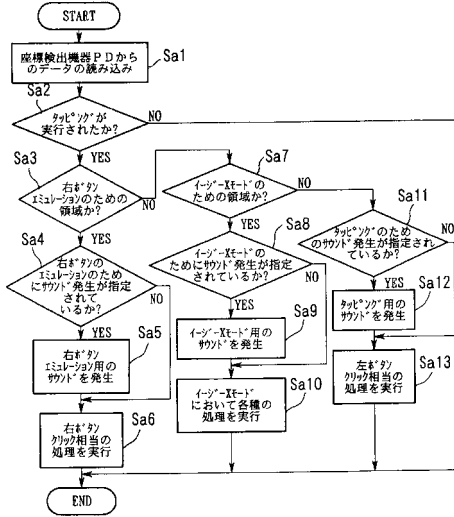 START
Sa1
座標検出機器PDから
のデータの読み込み
Sa2
ﾀｯﾋﾟﾝｸﾞが
実行されたか?
NO
YES
Sa3
右ﾎﾞﾀﾝ
ｴﾐｭﾚｰｼｮﾝのための
領域か?
NO
YES
Sa4
右ﾎﾞﾀﾝの
ｴﾐｭﾚｰｼｮﾝのため
にｻｳﾝﾄﾞ発生が指定
されて
いるか?
NO
YES
Sa5
右ﾎﾞﾀﾝ
ｴﾐｭﾚｰｼｮﾝ用の
ｻｳﾝﾄﾞを発生
Sa6
右ﾎﾞﾀﾝ
ｸﾘｯｸ相当の
処理を実行
END
Sa7
ｲｰｼﾞｰXﾓｰﾄﾞの
ための領域か?
NO
YES
Sa8
ｲｰｼﾞｰXﾓｰﾄﾞの
ためにｻｳﾝﾄﾞ発生が指定
されているか?
NO
YES
Sa9
ｲｰｼﾞｰXﾓｰﾄﾞ用の
ｻｳﾝﾄﾞを発生
Sa10
ｲｰｼﾞｰXﾓｰﾄﾞ
において各種の
処理を実行
Sa11
ﾀｯﾋﾟﾝｸﾞのため
のｻｳﾝﾄﾞ発生が指定され
ているか?
NO
YES
Sa12
ﾀｯﾋﾟﾝｸﾞ用の
ｻｳﾝﾄﾞを発生
Sa13
左ﾎﾞﾀﾝ
ｸﾘｯｸ相当の
処理を実行